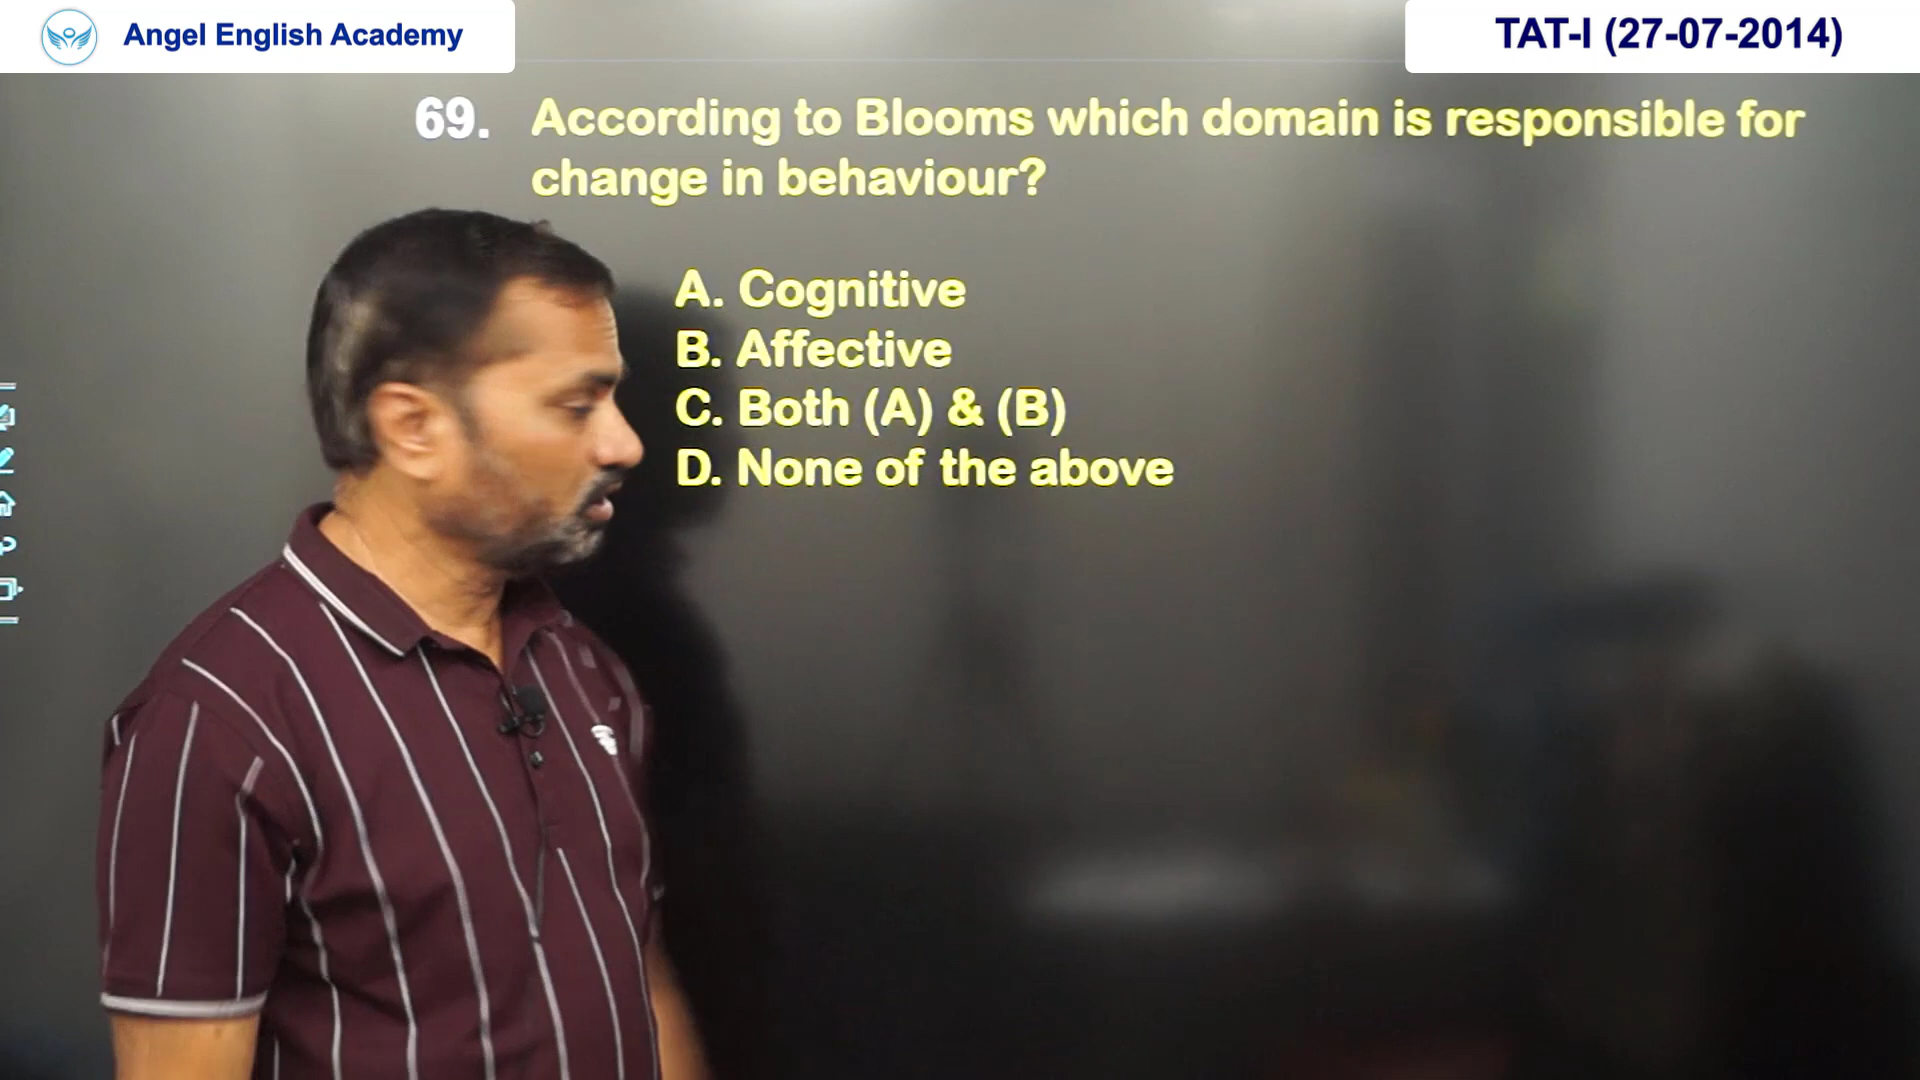 Angel English Academy
TAT-I (27-07-2014)
69. According to Blooms which domain is responsible for
change in behaviour?
A. Cognitive
B. Affective
C. Both (A) & (B)
D. None of the above